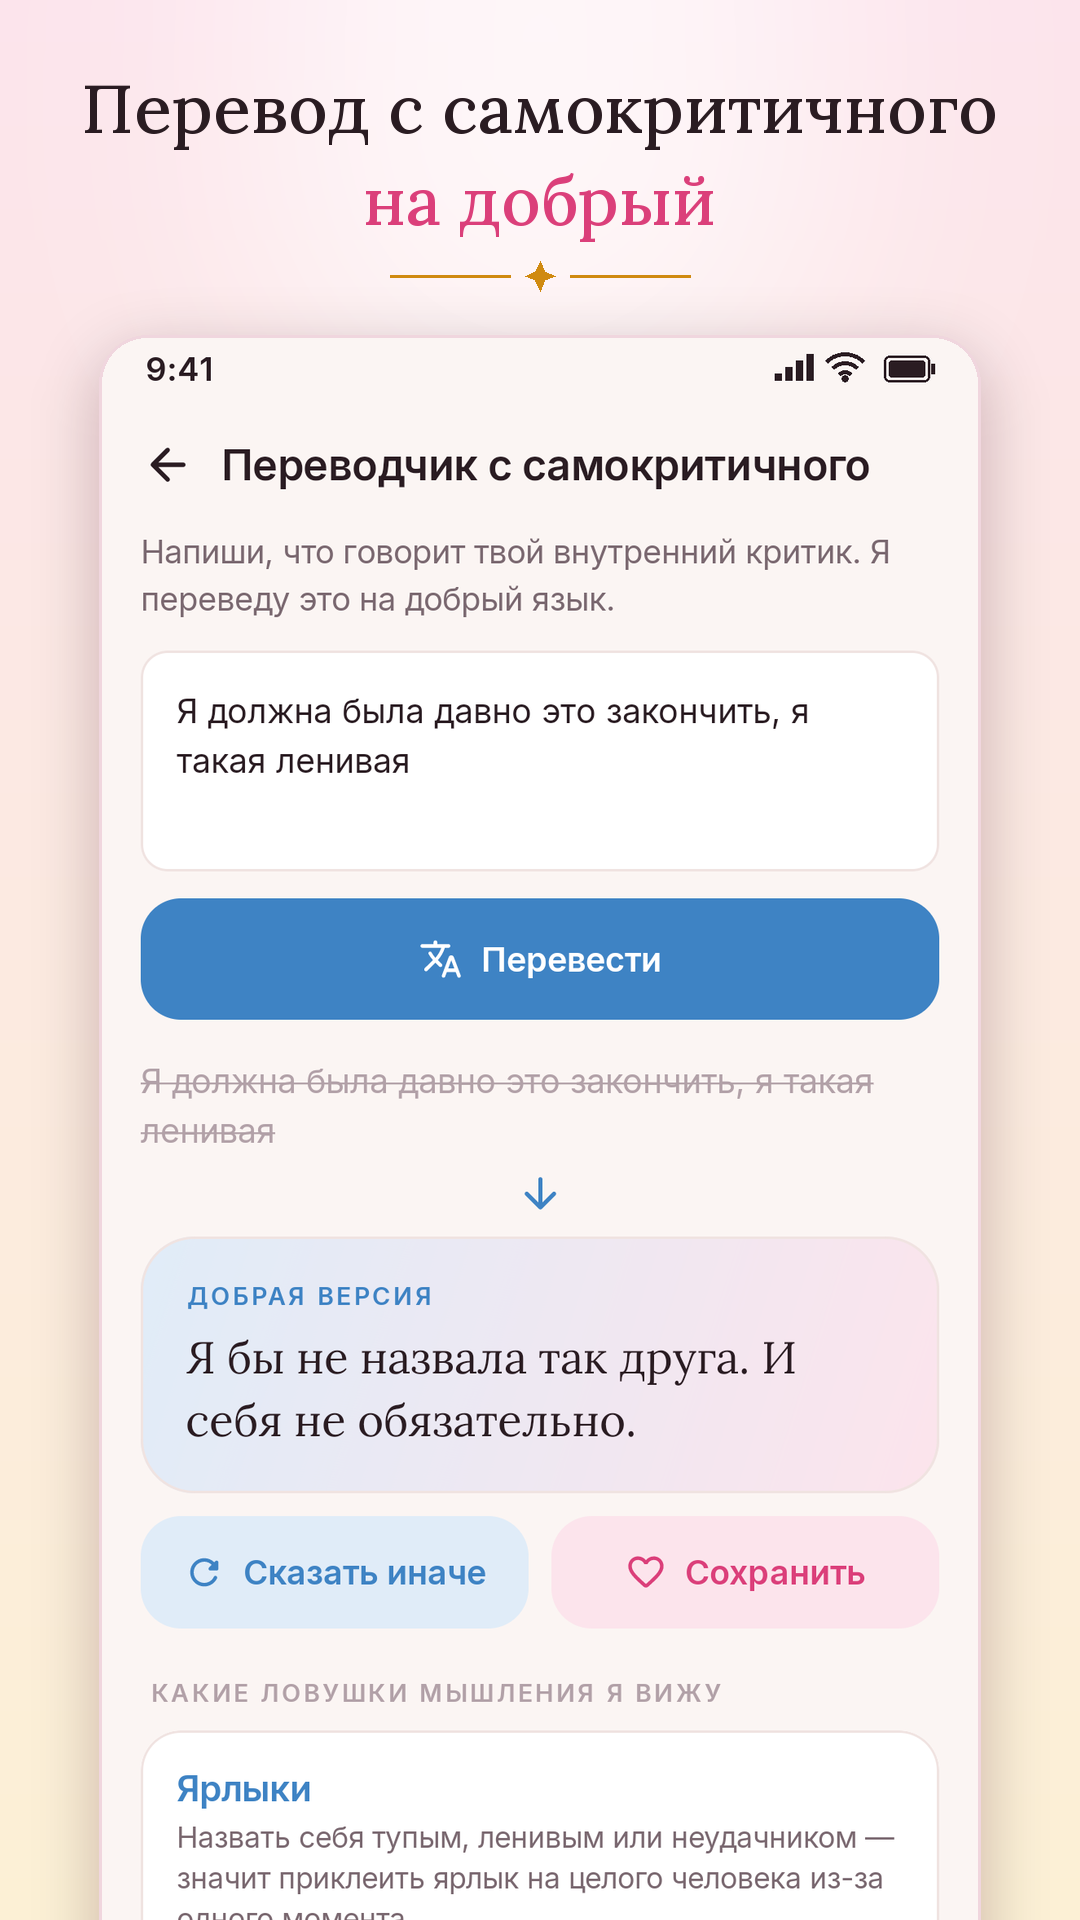 Перевод с самокритичного
на добрый
9:41
Переводчик с самокритичного
Напиши, что говорит твой внутренний критик. Я
переведу это на добрый язык.
Я должна была давно это закончить, я
такая ленивая
Перевести
Я должна была давно это закончить, я такая
ленивая
ДОБРАЯ ВЕРСИЯ
Я бы не назвала так друга. И
себя не обязательно.
Сказать иначе
Сохранить
КАКИЕ ЛОВУШКИ МЫШЛЕНИЯ Я ВИЖУ
Ярлыки
Назвать себя тупым, ленивым или неудачником —
значит приклеить ярлык на целого человека из-за
одного момента.